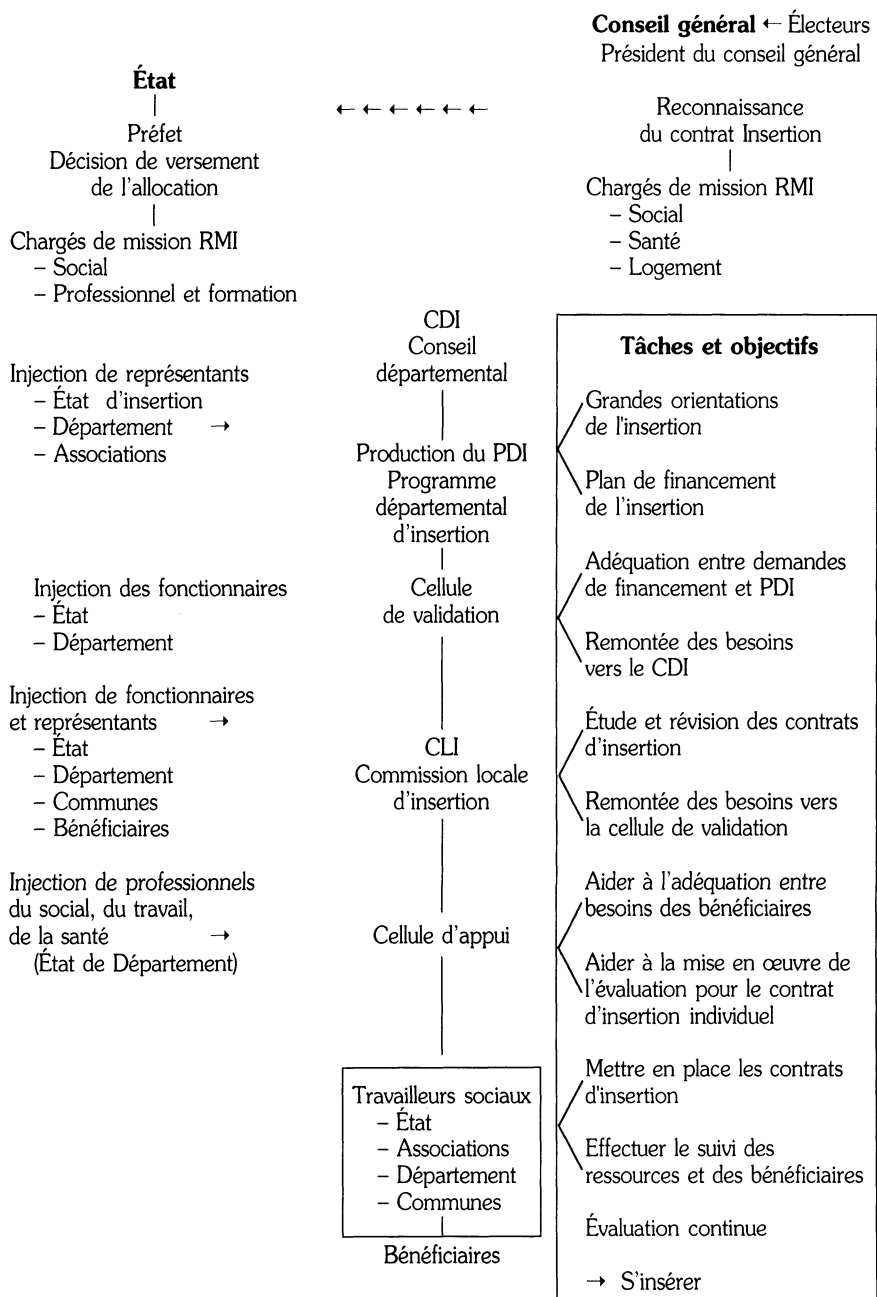 Conseil général ← Électeurs
Président du conseil général
État
← ← ← ← ← ←
Reconnaissance
du contrat Insertion
Préfet
Décision de versement
de l'allocation
Chargés de mission RMI
– Social
– Santé
– Logement
Chargés de mission RMI
– Social
– Professionnel et formation
CDI
Conseil
départemental
Tâches et objectifs
Injection de représentants
– État d'insertion
– Département →
– Associations
Grandes orientations
de l'insertion
Production du PDI
Programme
départemental
d'insertion
Plan de financement
de l'insertion
Injection des fonctionnaires
– État
– Département
Cellule
de validation
Adéquation entre demandes
de financement et PDI
Remontée des besoins
vers le CDI
Injection de fonctionnaires
et représentants →
– État
– Département
– Communes
– Bénéficiaires
CLI
Commission locale
d'insertion
Étude et révision des contrats
d'insertion
Remontée des besoins vers
la cellule de validation
Injection de professionnels
du social, du travail,
de la santé →
(État de Département)
Cellule d'appui
Aider à l'adéquation entre
besoins des bénéficiaires
Aider à la mise en œuvre de
l'évaluation pour le contrat
d'insertion individuel
Travailleurs sociaux
– État
– Associations
– Département
– Communes
Bénéficiaires
Mettre en place les contrats
d'insertion
Effectuer le suivi des
ressources et des bénéficiaires
Évaluation continue
→ S'insérer